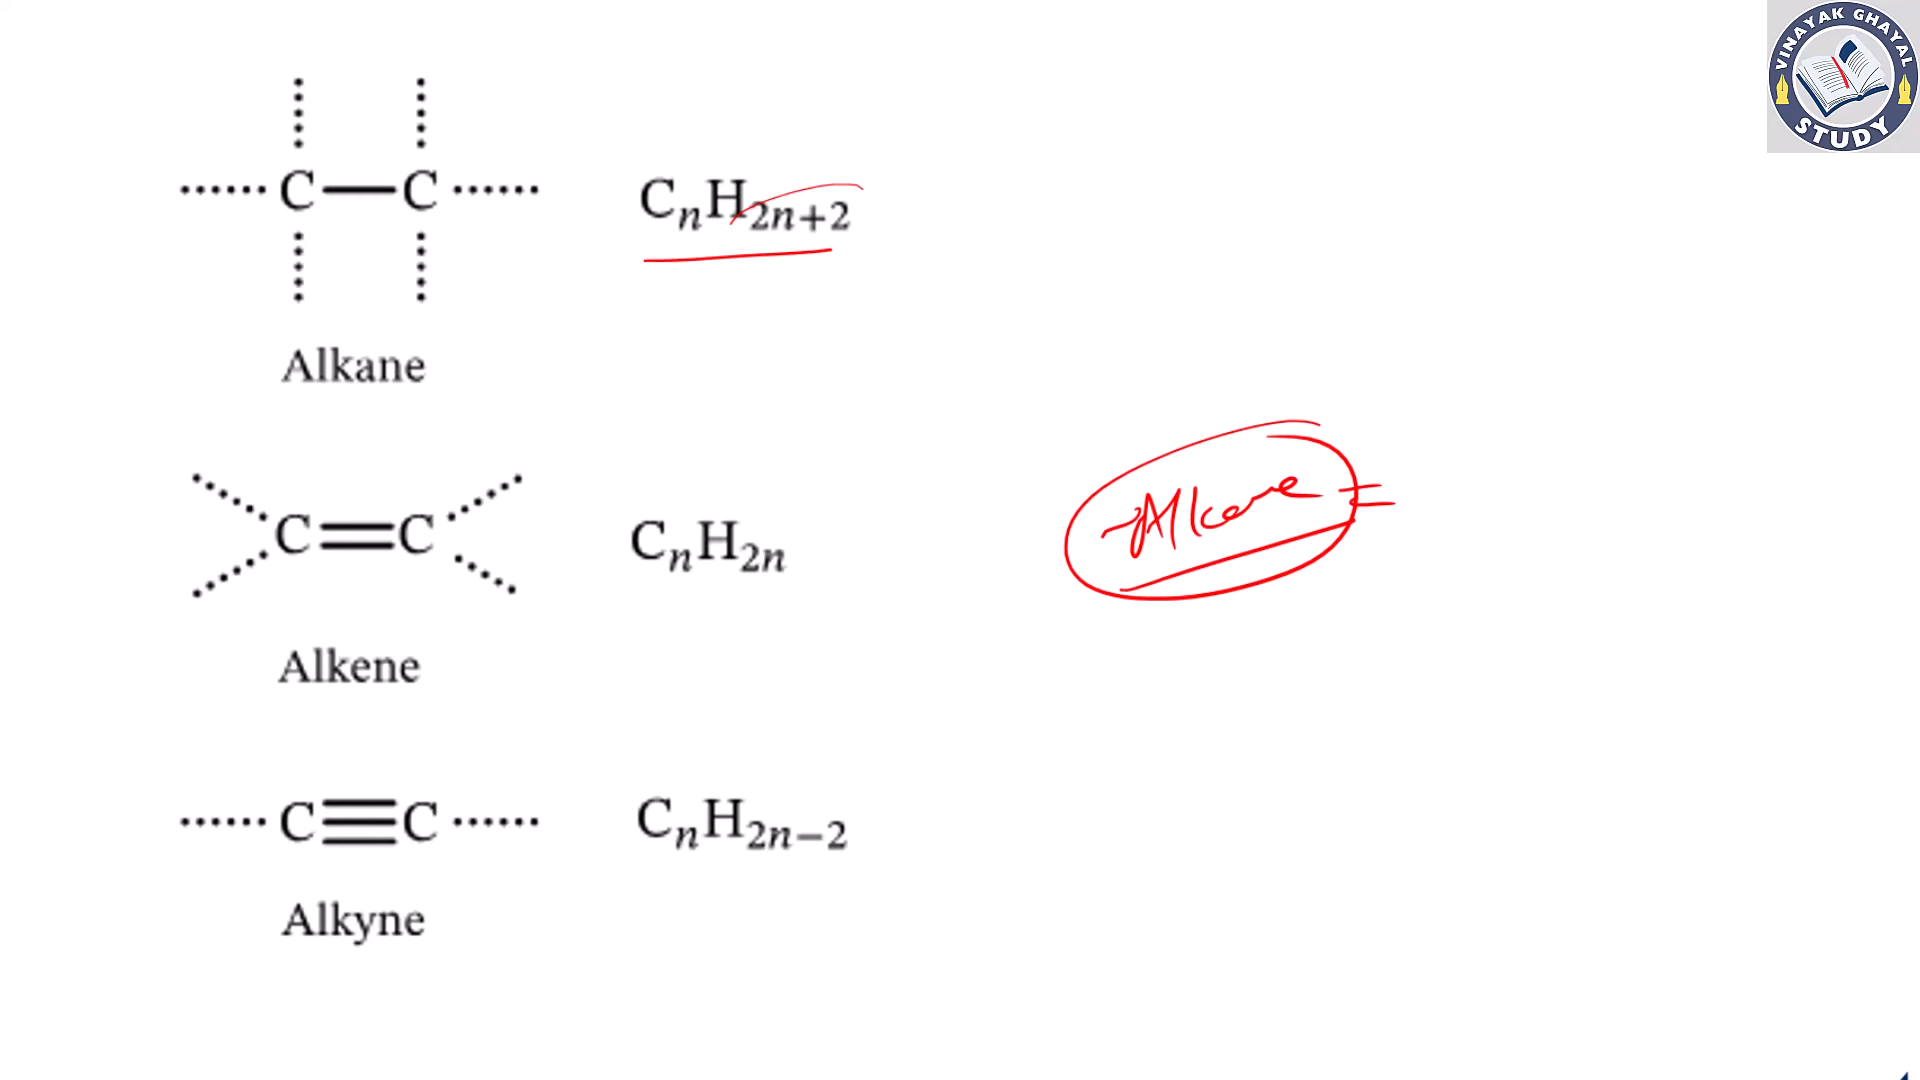 VINAYAK GHAYAL
STUDY
C — C CₙH₂ₙ₊₂
Alkane
-Alkane =
C = C CₙH₂ₙ
Alkene
C ≡ C CₙH₂ₙ₋₂
Alkyne